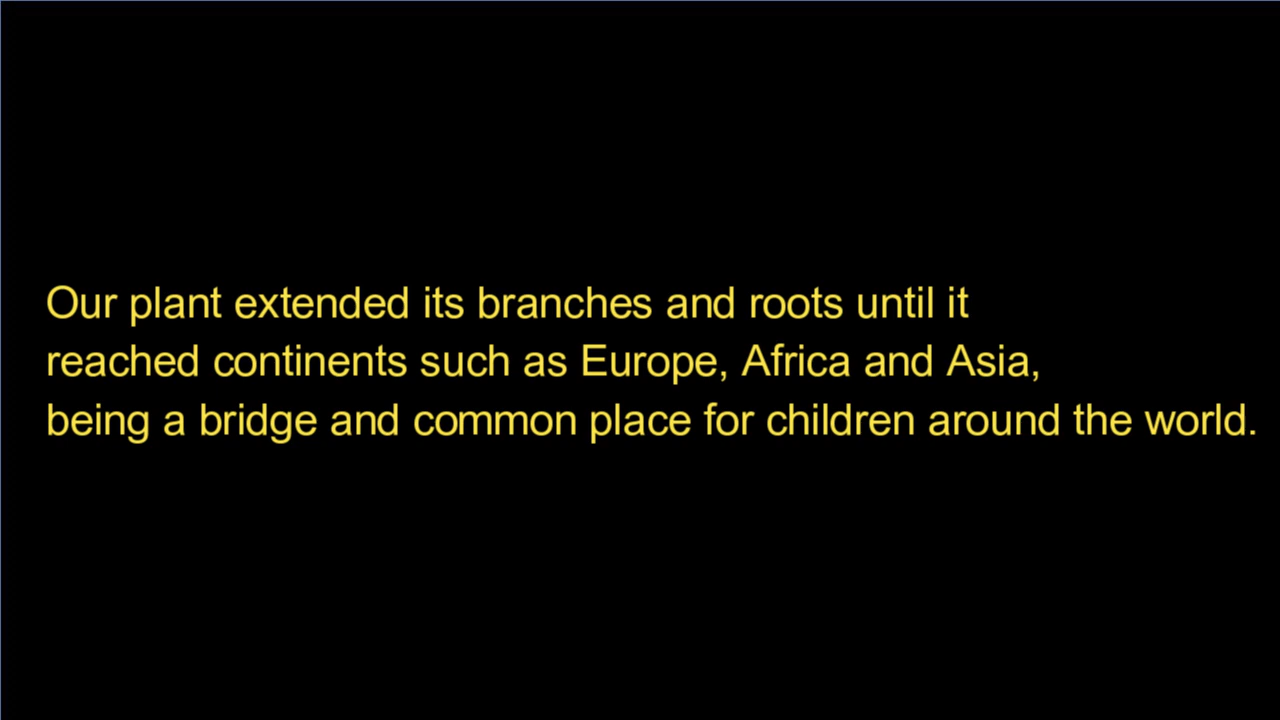 Our plant extended its branches and roots until it
reached continents such as Europe, Africa and Asia,
being a bridge and common place for children around the world.